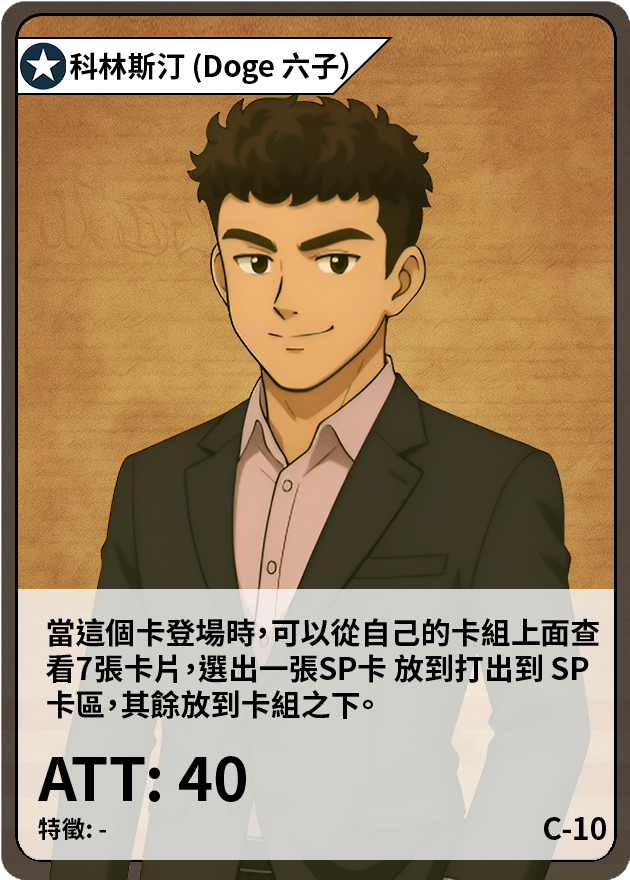 科林斯汀 (Doge 六子)
當這個卡登場時，可以從自己的卡組上面查
看7張卡片，選出一張SP卡 放到打出到 SP
卡區，其餘放到卡組之下。
ATT: 40
特徵: -
C-10